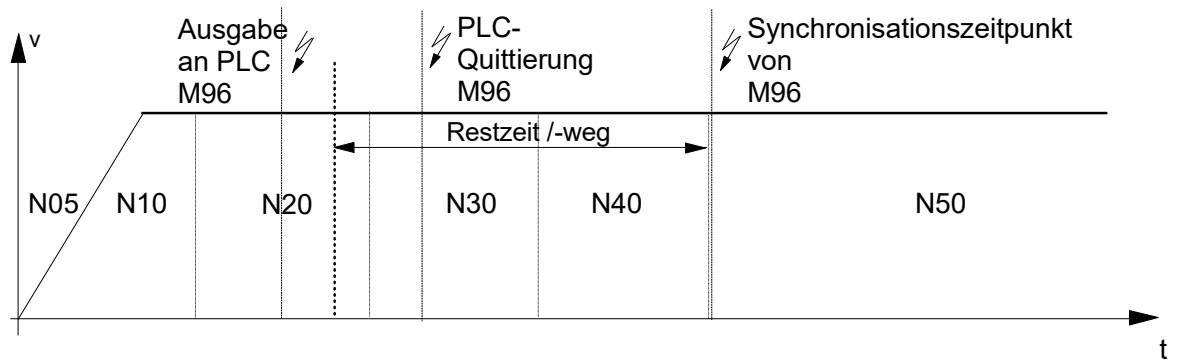 v
Ausgabe
an PLC
M96
PLC-
Quittierung
M96
Synchronisationszeitpunkt
von
M96
Restzeit /-weg
N05 N10 N20 N30 N40 N50
t